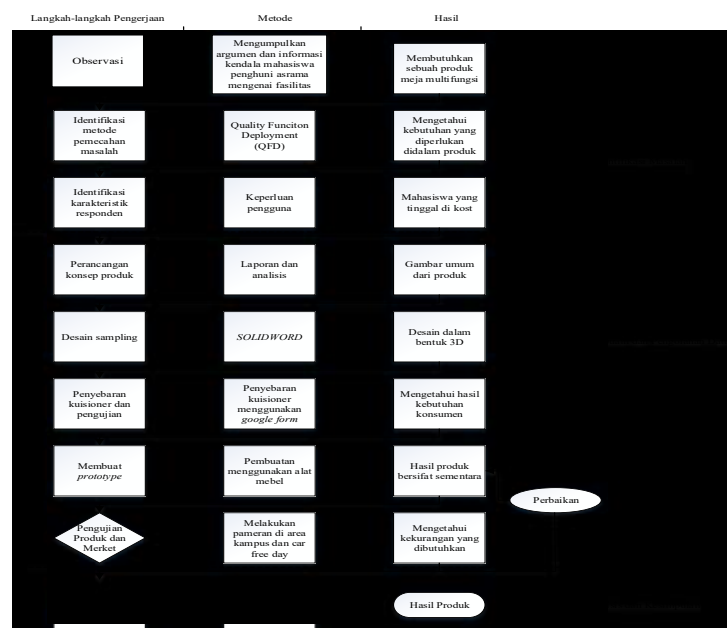 Langkah-langkah Pengerjaan
Metode
Hasil
Observasi
Mengumpulkan
argumen dan informasi
kendala mahasiswa
penghuni asrama
mengenai fasilitas
Membutuhkan
sebuah produk
meja multifungsi
Identifikasi
metode
pemecahan
masalah
Quality Funciton
Deployment
(QFD)
Mengetahui
kebutuhan yang
diperlukan
didalam produk
Identifikasi
karakteristik
responden
Keperluan
pengguna
Mahasiswa yang
tinggal di kost
Perancangan
konsep produk
Laporan dan
analisis
Gambar umum
dari produk
Desain sampling
SOLIDWORD
Desain dalam
bentuk 3D
Penyebaran
kuisioner dan
pengujian
Penyebaran
kuisioner
menggunakan
google form
Mengetahui hasil
kebutuhan
konsumen
Membuat
prototype
Pembuatan
menggunakan alat
mebel
Hasil produk
bersifat sementara
Perbaikan
Pengujian
Produk dan
Merket
Melakukan
pameran di area
kampus dan car
free day
Mengetahui
kekurangan yang
dibutuhkan
Hasil Produk